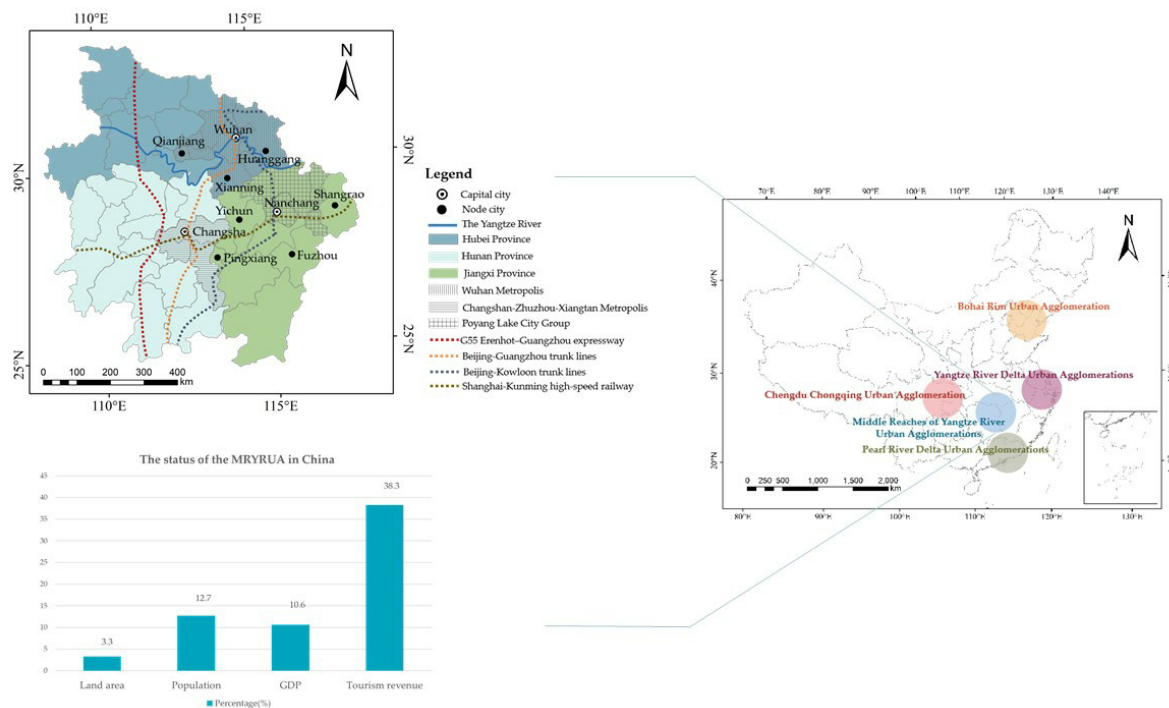 110°E
115°E
N
Wuhan
Qianjiang
Huanggang
30°N
30°N
Xianning
Shangrao
Yichun
Nanchang
Changsha
Pingxiang
Fuzhou
25°N
25°N
0 100 200 300 400
km
110°E
115°E
Legend
Capital city
Node city
The Yangtze River
Hubei Province
Hunan Province
Jiangxi Province
Wuhan Metropolis
Changshan-Zhuzhou-Xiangtan Metropolis
Poyang Lake City Group
G55 Erenhot–Guangzhou expressway
Beijing-Guangzhou trunk lines
Beijing-Kowloon trunk lines
Shanghai-Kunming high-speed railway
70°E
80°E
90°E
100°E
110°E
120°E
130°E
140°E
N
40°N
Bohai Rim Urban Agglomeration
30°N
Yangtze River Delta Urban Agglomerations
Chengdu Chongqing Urban Agglomeration
Middle Reaches of Yangtze River
Urban Agglomerations
Pearl River Delta Urban Agglomerations
20°N
0 250 500 1,000 1,500 2,000
km
80°E
90°E
100°E
110°E
120°E
130°E
The status of the MRYRUA in China
45
40
35
30
25
20
15
10
5
0
3.3
12.7
10.6
38.3
Land area
Population
GDP
Tourism revenue
Percentage(%)